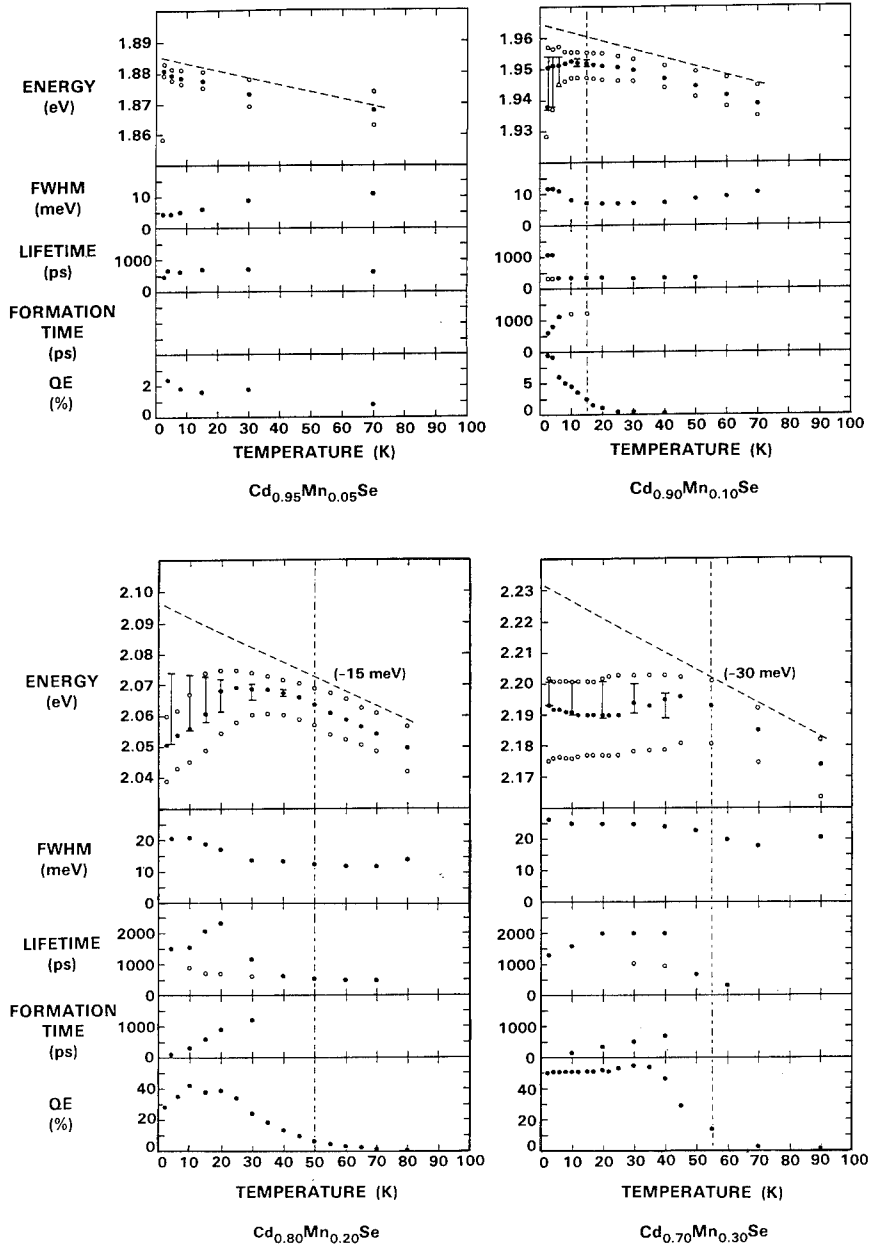 1.89
1.88
1.87
1.86
ENERGY
(eV)
10
0
FWHM
(meV)
1000
0
LIFETIME
(ps)
FORMATION
TIME
(ps)
2
0
QE
(%)
0 10 20 30 40 50 60 70 80 90 100
TEMPERATURE (K)
Cd0.95Mn0.05Se
1.96
1.95
1.94
1.93
10
0
1000
0
1000
5
0
0 10 20 30 40 50 60 70 80 90 100
TEMPERATURE (K)
Cd0.90Mn0.10Se
2.10
2.09
2.08
2.07
2.06
2.05
2.04
ENERGY
(eV)
(-15 meV)
20
10
0
FWHM
(meV)
2000
1000
0
LIFETIME
(ps)
1000
0
FORMATION
TIME
(ps)
40
20
0
QE
(%)
0 10 20 30 40 50 60 70 80 90 100
TEMPERATURE (K)
Cd0.80Mn0.20Se
2.23
2.22
2.21
2.20
2.19
2.18
2.17
(-30 meV)
20
10
0
2000
1000
0
1000
0
40
20
0
0 10 20 30 40 50 60 70 80 90 100
TEMPERATURE (K)
Cd0.70Mn0.30Se